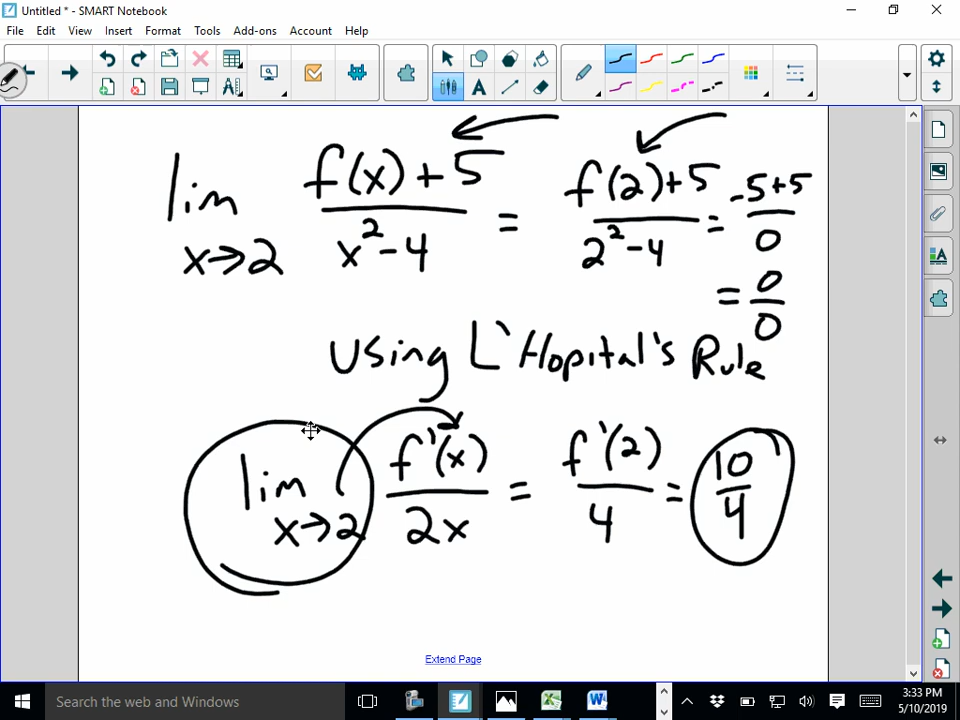 Untitled * - SMART Notebook
File Edit View Insert Format Tools Add-ons Account Help
lim x→2 f(x)+5 / x²-4 = f(2)+5 / 2²-4 = -5+5 / 0
= 0/0
Using L'Hopital's Rule
lim x→2 f'(x) / 2x = f'(2) / 4 = 10/4
Extend Page
Search the web and Windows
3:33 PM
5/10/2019